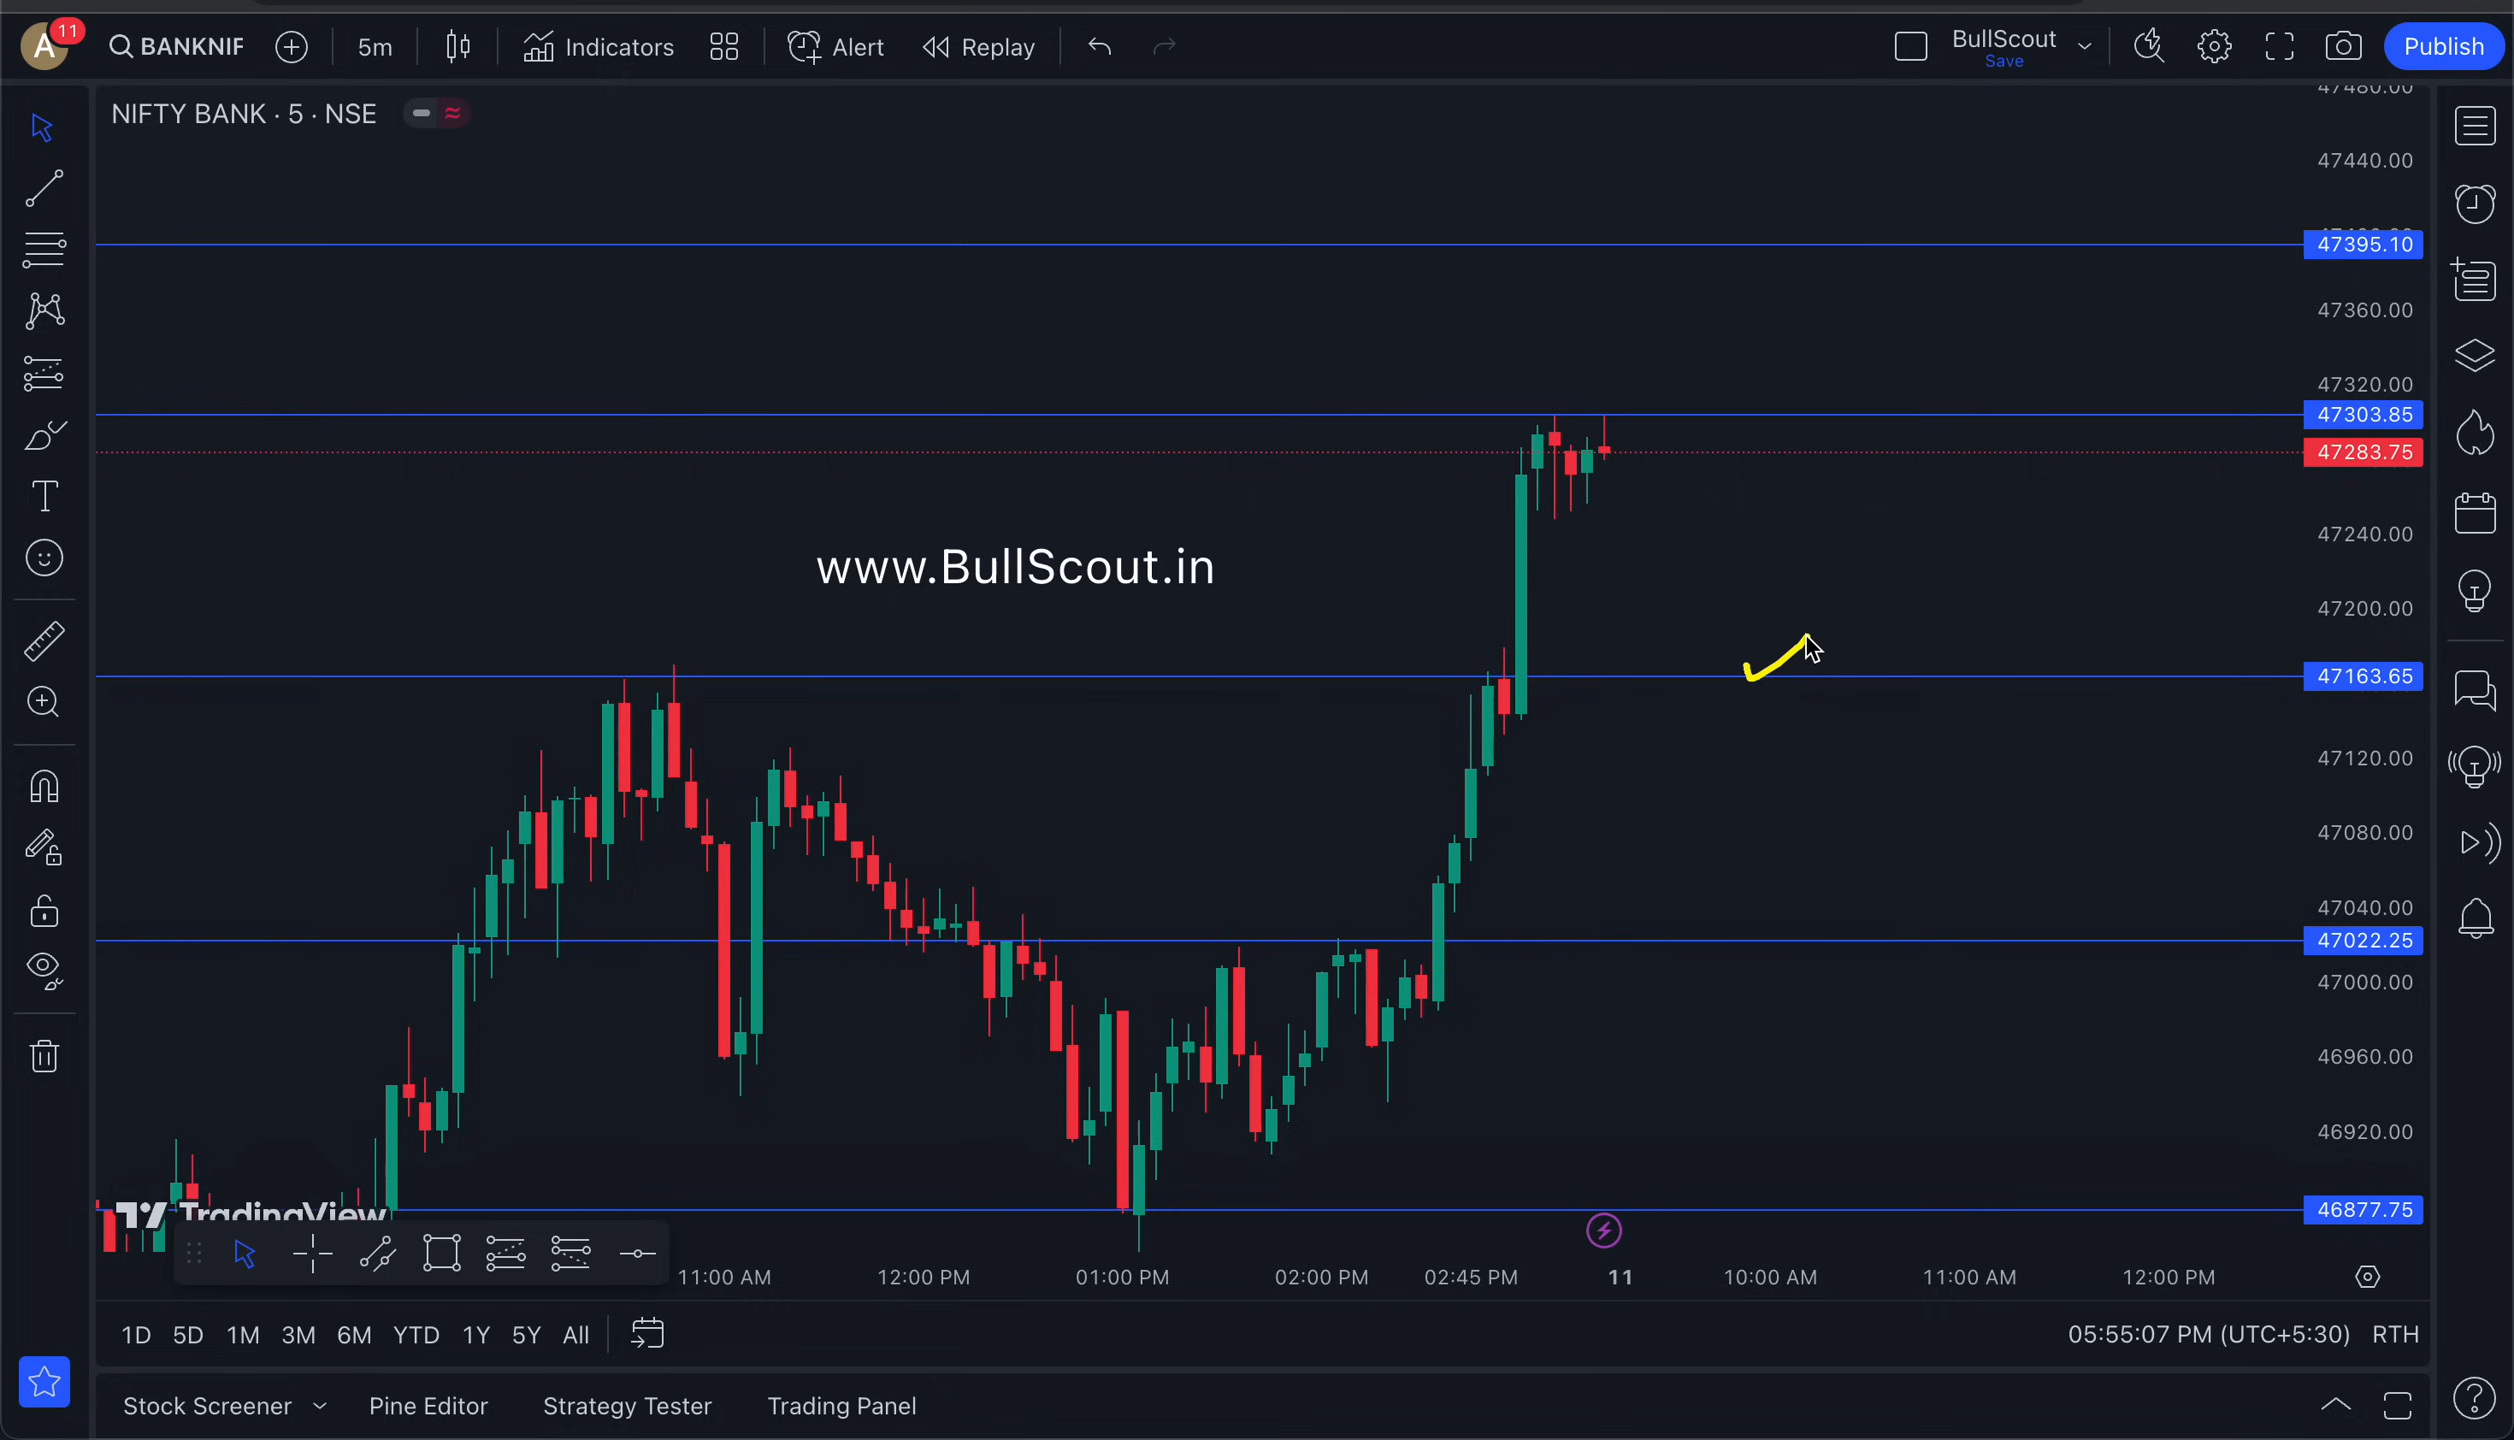 A 11 BANKNIF 5m Indicators Alert Replay BullScout Save Publish
NIFTY BANK · 5 · NSE
47480.00
47440.00
47395.10
47360.00
47320.00
47303.85
47283.75
47240.00
www.BullScout.in
47200.00
47163.65
47120.00
47080.00
47040.00
47022.25
47000.00
46960.00
46920.00
46877.75
TradingView
11:00 AM 12:00 PM 01:00 PM 02:00 PM 02:45 PM 11 10:00 AM 11:00 AM 12:00 PM
1D 5D 1M 3M 6M YTD 1Y 5Y All 05:55:07 PM (UTC+5:30) RTH
Stock Screener Pine Editor Strategy Tester Trading Panel